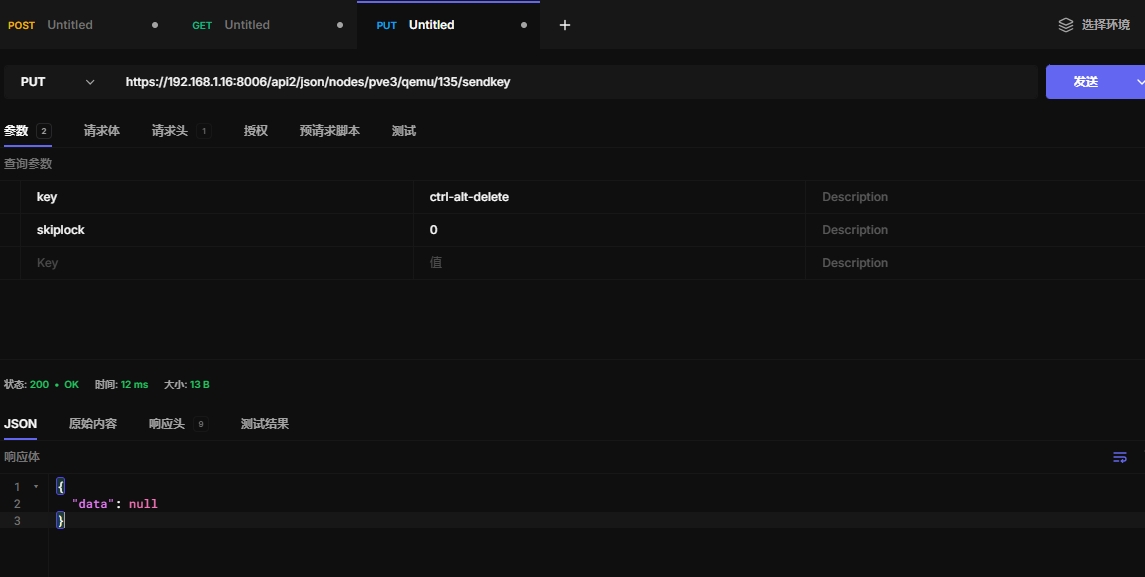 POST Untitled GET Untitled PUT Untitled + 选择环境
PUT https://192.168.1.16:8006/api2/json/nodes/pve3/qemu/135/sendkey 发送
参数 2 请求体 请求头 1 授权 预请求脚本 测试
查询参数
key ctrl-alt-delete Description
skiplock 0 Description
Key 值 Description
状态: 200 • OK 时间: 12 ms 大小: 13 B
JSON 原始内容 响应头 9 测试结果
响应体
1 {
2 "data": null
3 }